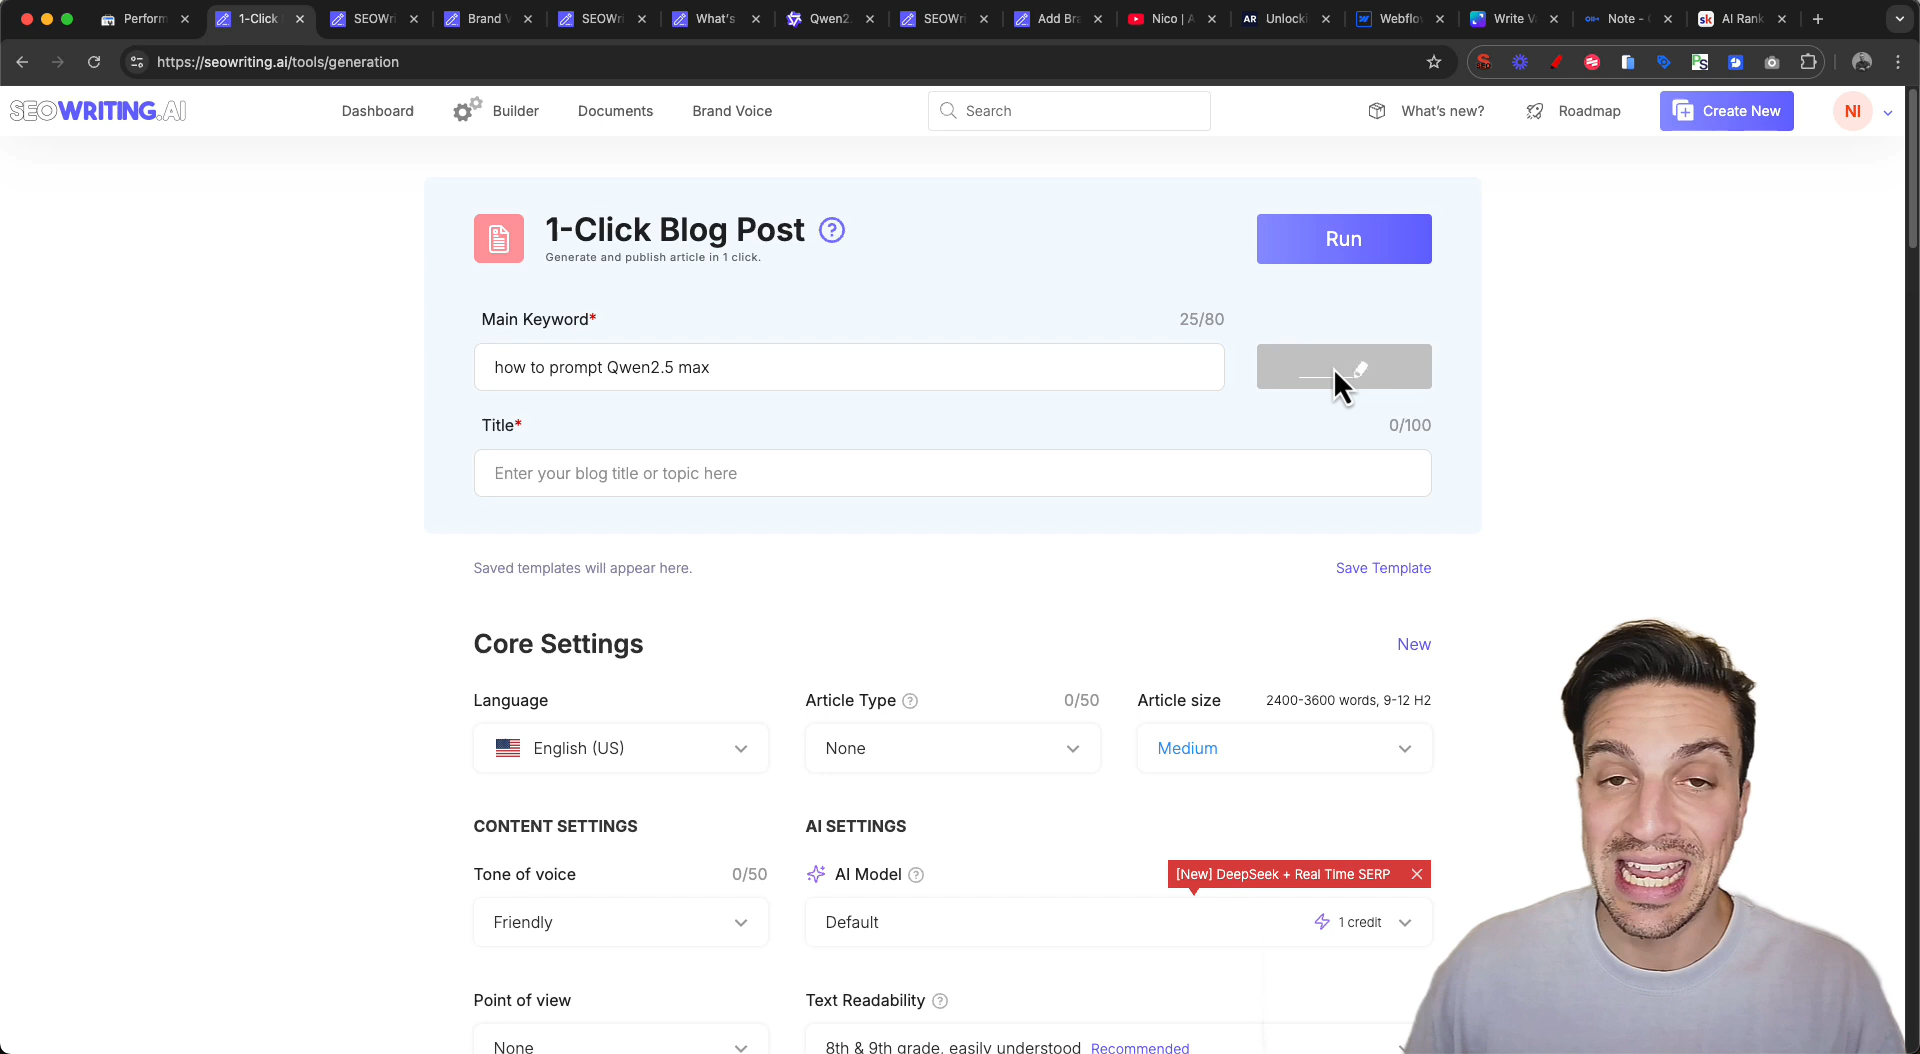 Perform
1-Click
SEOWri
Brand V
SEOWri
What's
Qwen2.
SEOWri
Add Bra
Nico | A
Unlocki
Webflo
Write V
Note -
AI Rank
https://seowriting.ai/tools/generation
SEOWRITING.AI
Dashboard
Builder
Documents
Brand Voice
Search
What's new?
Roadmap
Create New
NI
1-Click Blog Post
Generate and publish article in 1 click.
Run
Main Keyword*
25/80
how to prompt Qwen2.5 max
Title*
0/100
Enter your blog title or topic here
Saved templates will appear here.
Save Template
Core Settings
New
Language
Article Type
0/50
Article size
2400-3600 words, 9-12 H2
English (US)
None
Medium
CONTENT SETTINGS
AI SETTINGS
Tone of voice
0/50
AI Model
[New] DeepSeek + Real TIme SERP
Friendly
Default
1 credit
Point of view
Text Readability
None
8th & 9th grade, easily understood Recommended